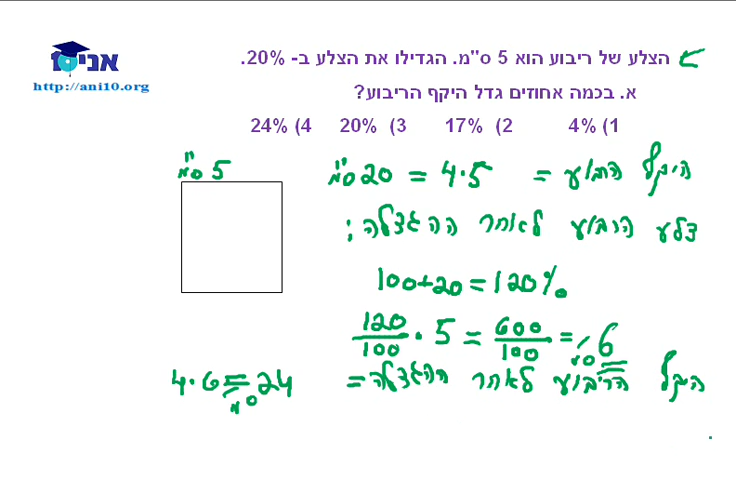 אני10
http://ani10.org
הצלע של ריבוע הוא 5 ס"מ. הגדילו את הצלע ב- 20%.
א. בכמה אחוזים גדל היקף הריבוע?
1) 4% 2) 17% 3) 20% 4) 24%
5 ס"מ
היקף הרבוע = 4·5 = 20 ס"מ
צלע הרבוע לאחר ההגדלה:
100+20=120%
120/100 · 5 = 600/100 = 6 ס"מ
היקף הריבוע לאחר ההגדלה = 4·6=24 ס"מ